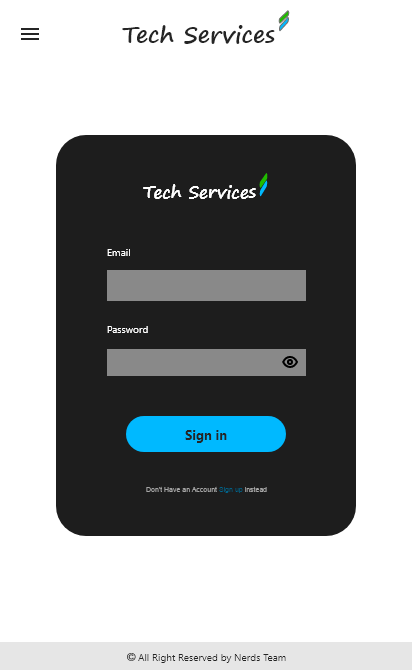 Tech Services
Tech Services
Email
Password
Sign in
Don't Have an Account Sign up Instead
© All Right Reserved by Nerds Team